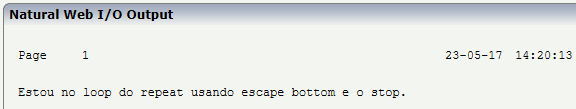 Natural Web I/O Output
Page 1 23-05-17 14:20:13
Estou no loop do repeat usando escape bottom e o stop.